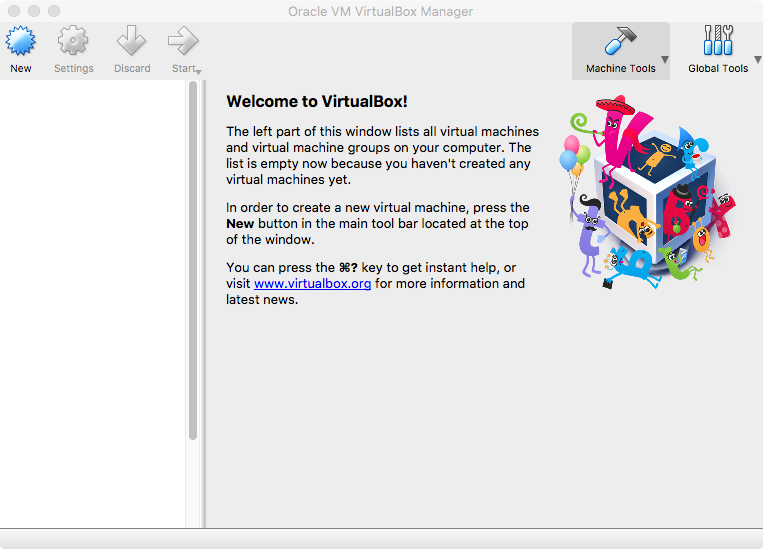 Oracle VM VirtualBox Manager
New
Settings
Discard
Start
Machine Tools
Global Tools
Welcome to VirtualBox!
The left part of this window lists all virtual machines
and virtual machine groups on your computer. The
list is empty now because you haven't created any
virtual machines yet.
In order to create a new virtual machine, press the
New button in the main tool bar located at the top
of the window.
You can press the ⌘? key to get instant help, or
visit www.virtualbox.org for more information and
latest news.